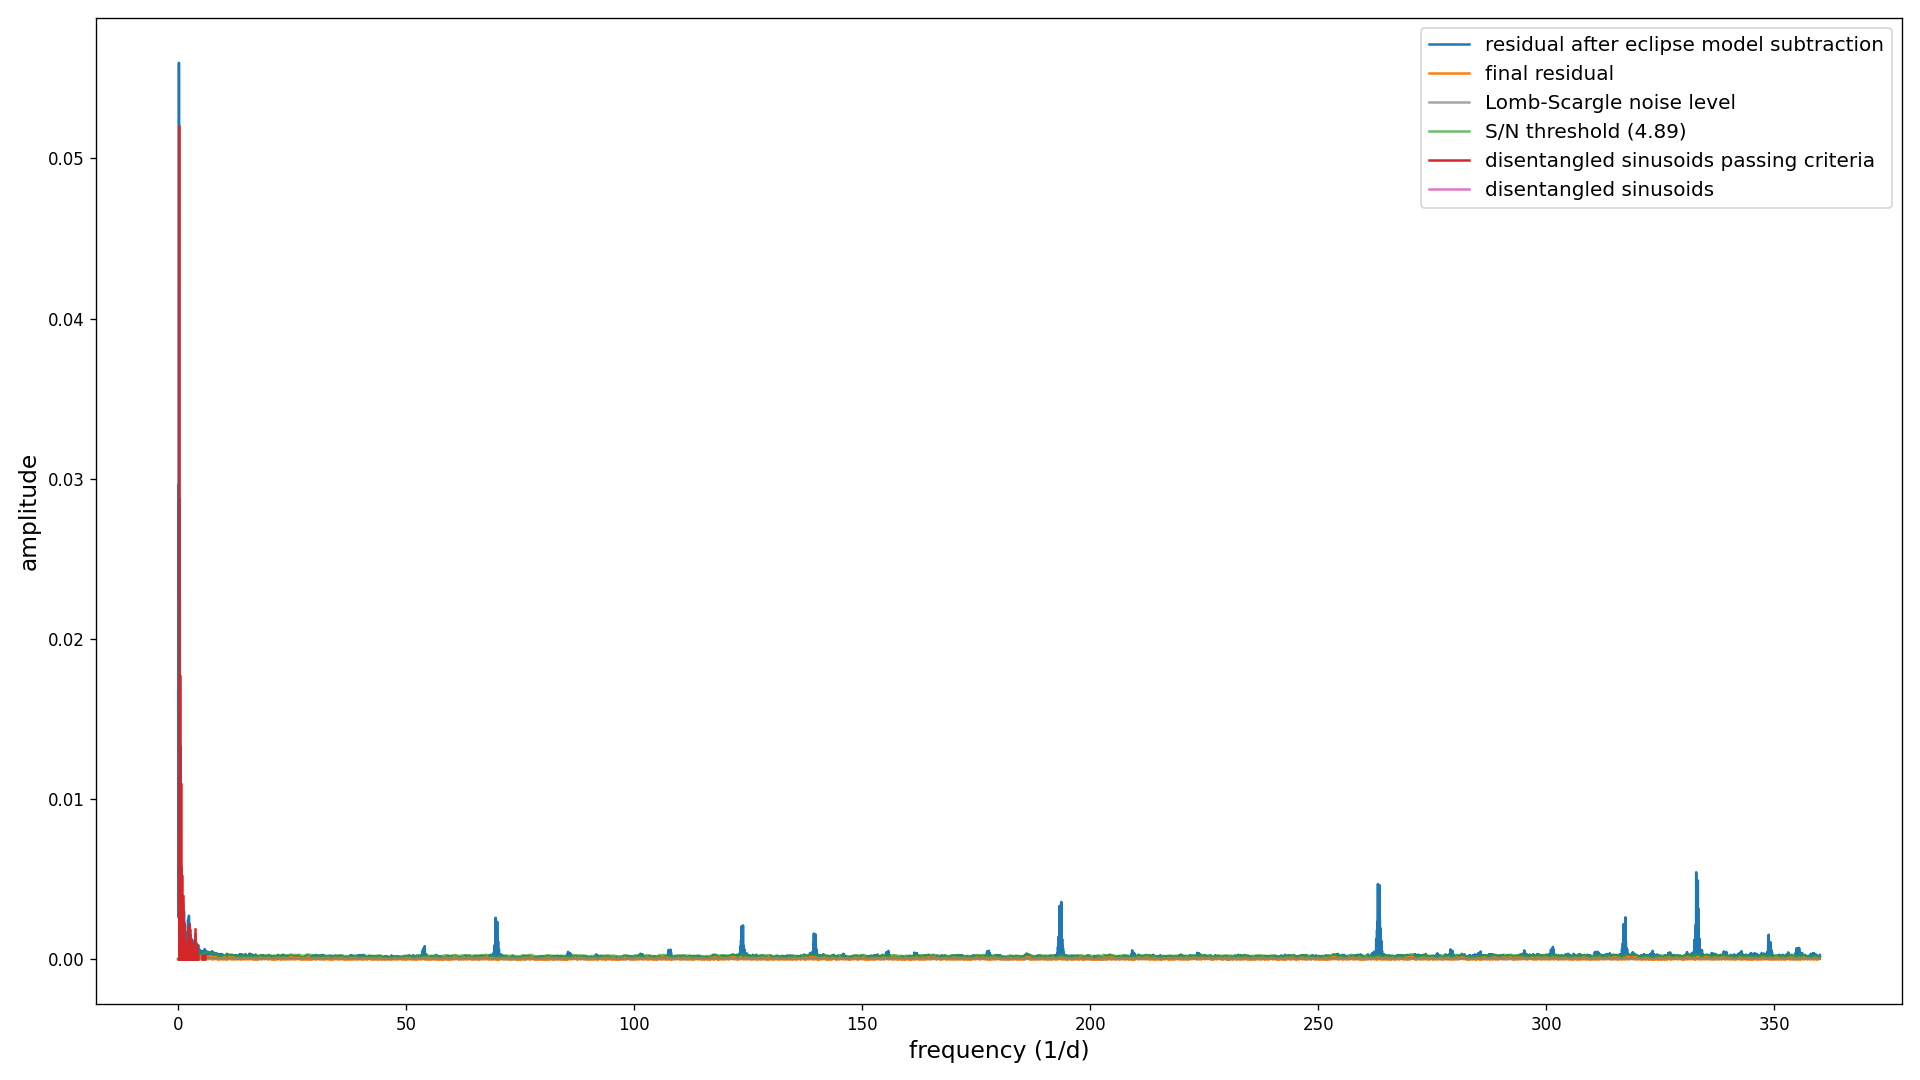 residual after eclipse model subtraction
final residual
Lomb-Scargle noise level
S/N threshold (4.89)
disentangled sinusoids passing criteria
disentangled sinusoids
amplitude
0.05
0.04
0.03
0.02
0.01
0.00
0 50 100 150 200 250 300 350
frequency (1/d)